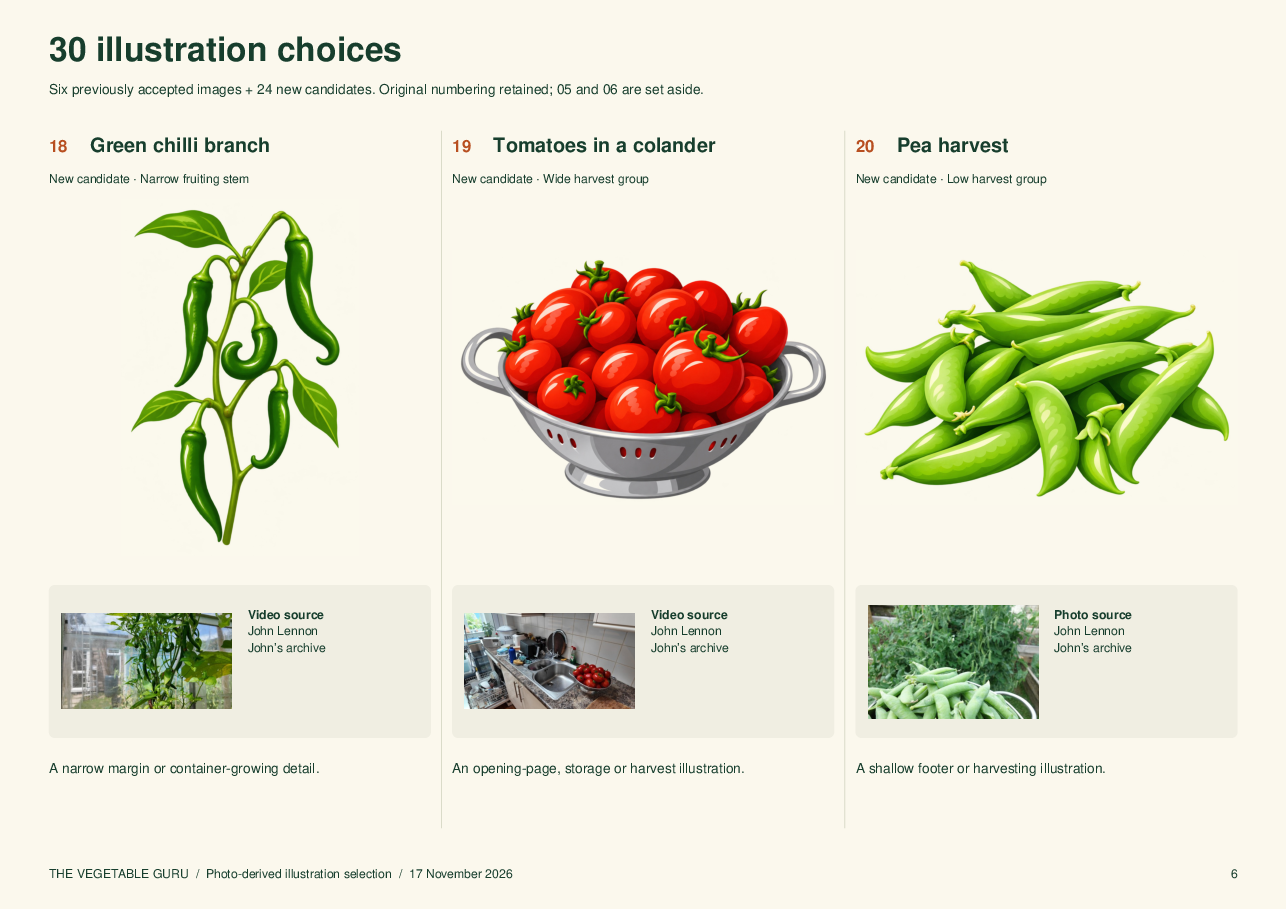 30 illustration choices
Six previously accepted images + 24 new candidates. Original numbering retained; 05 and 06 are set aside.
18 Green chilli branch
New candidate · Narrow fruiting stem
Video source
John Lennon
John's archive
A narrow margin or container-growing detail.
19 Tomatoes in a colander
New candidate · Wide harvest group
Video source
John Lennon
John's archive
An opening-page, storage or harvest illustration.
20 Pea harvest
New candidate · Low harvest group
Photo source
John Lennon
John's archive
A shallow footer or harvesting illustration.
THE VEGETABLE GURU / Photo-derived illustration selection / 17 November 2026
6